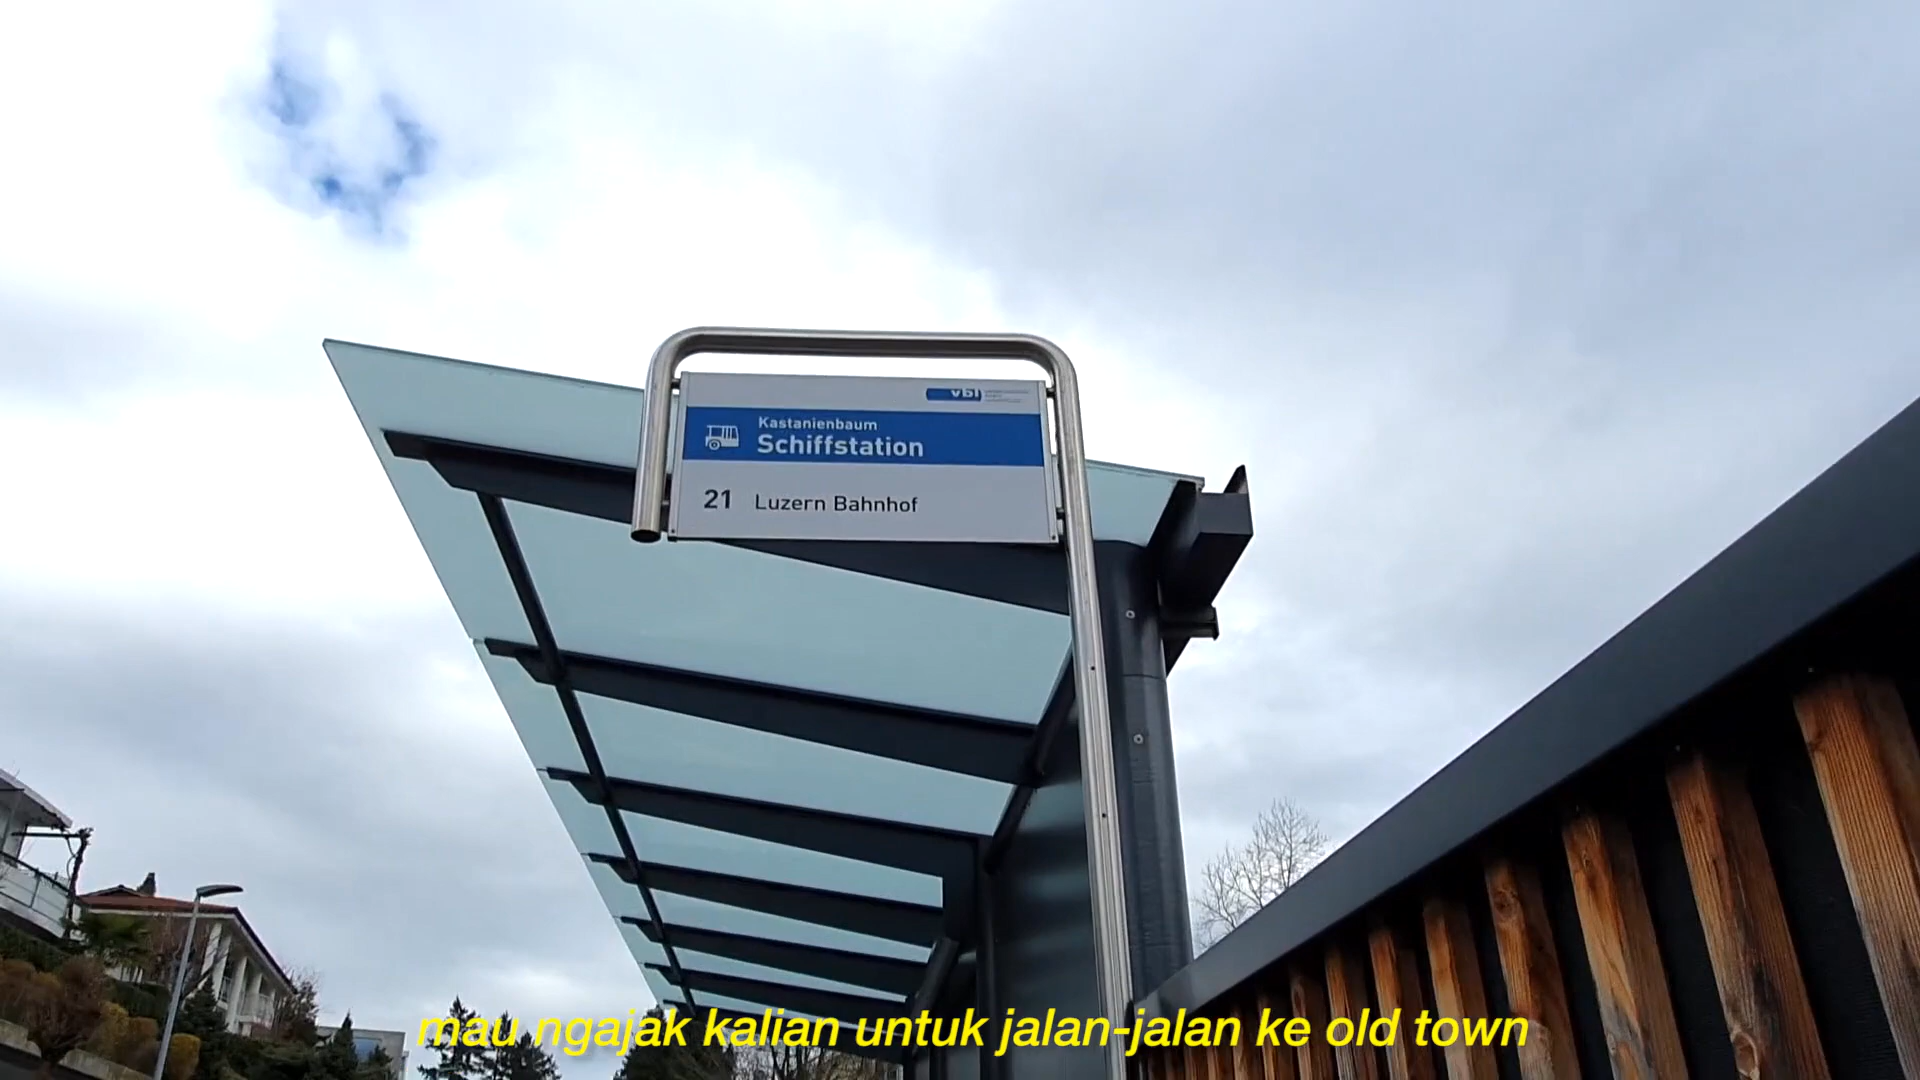 vbl
Kastanienbaum
Schiffstation
21 Luzern Bahnhof
mau ngajak kalian untuk jalan-jalan ke old town